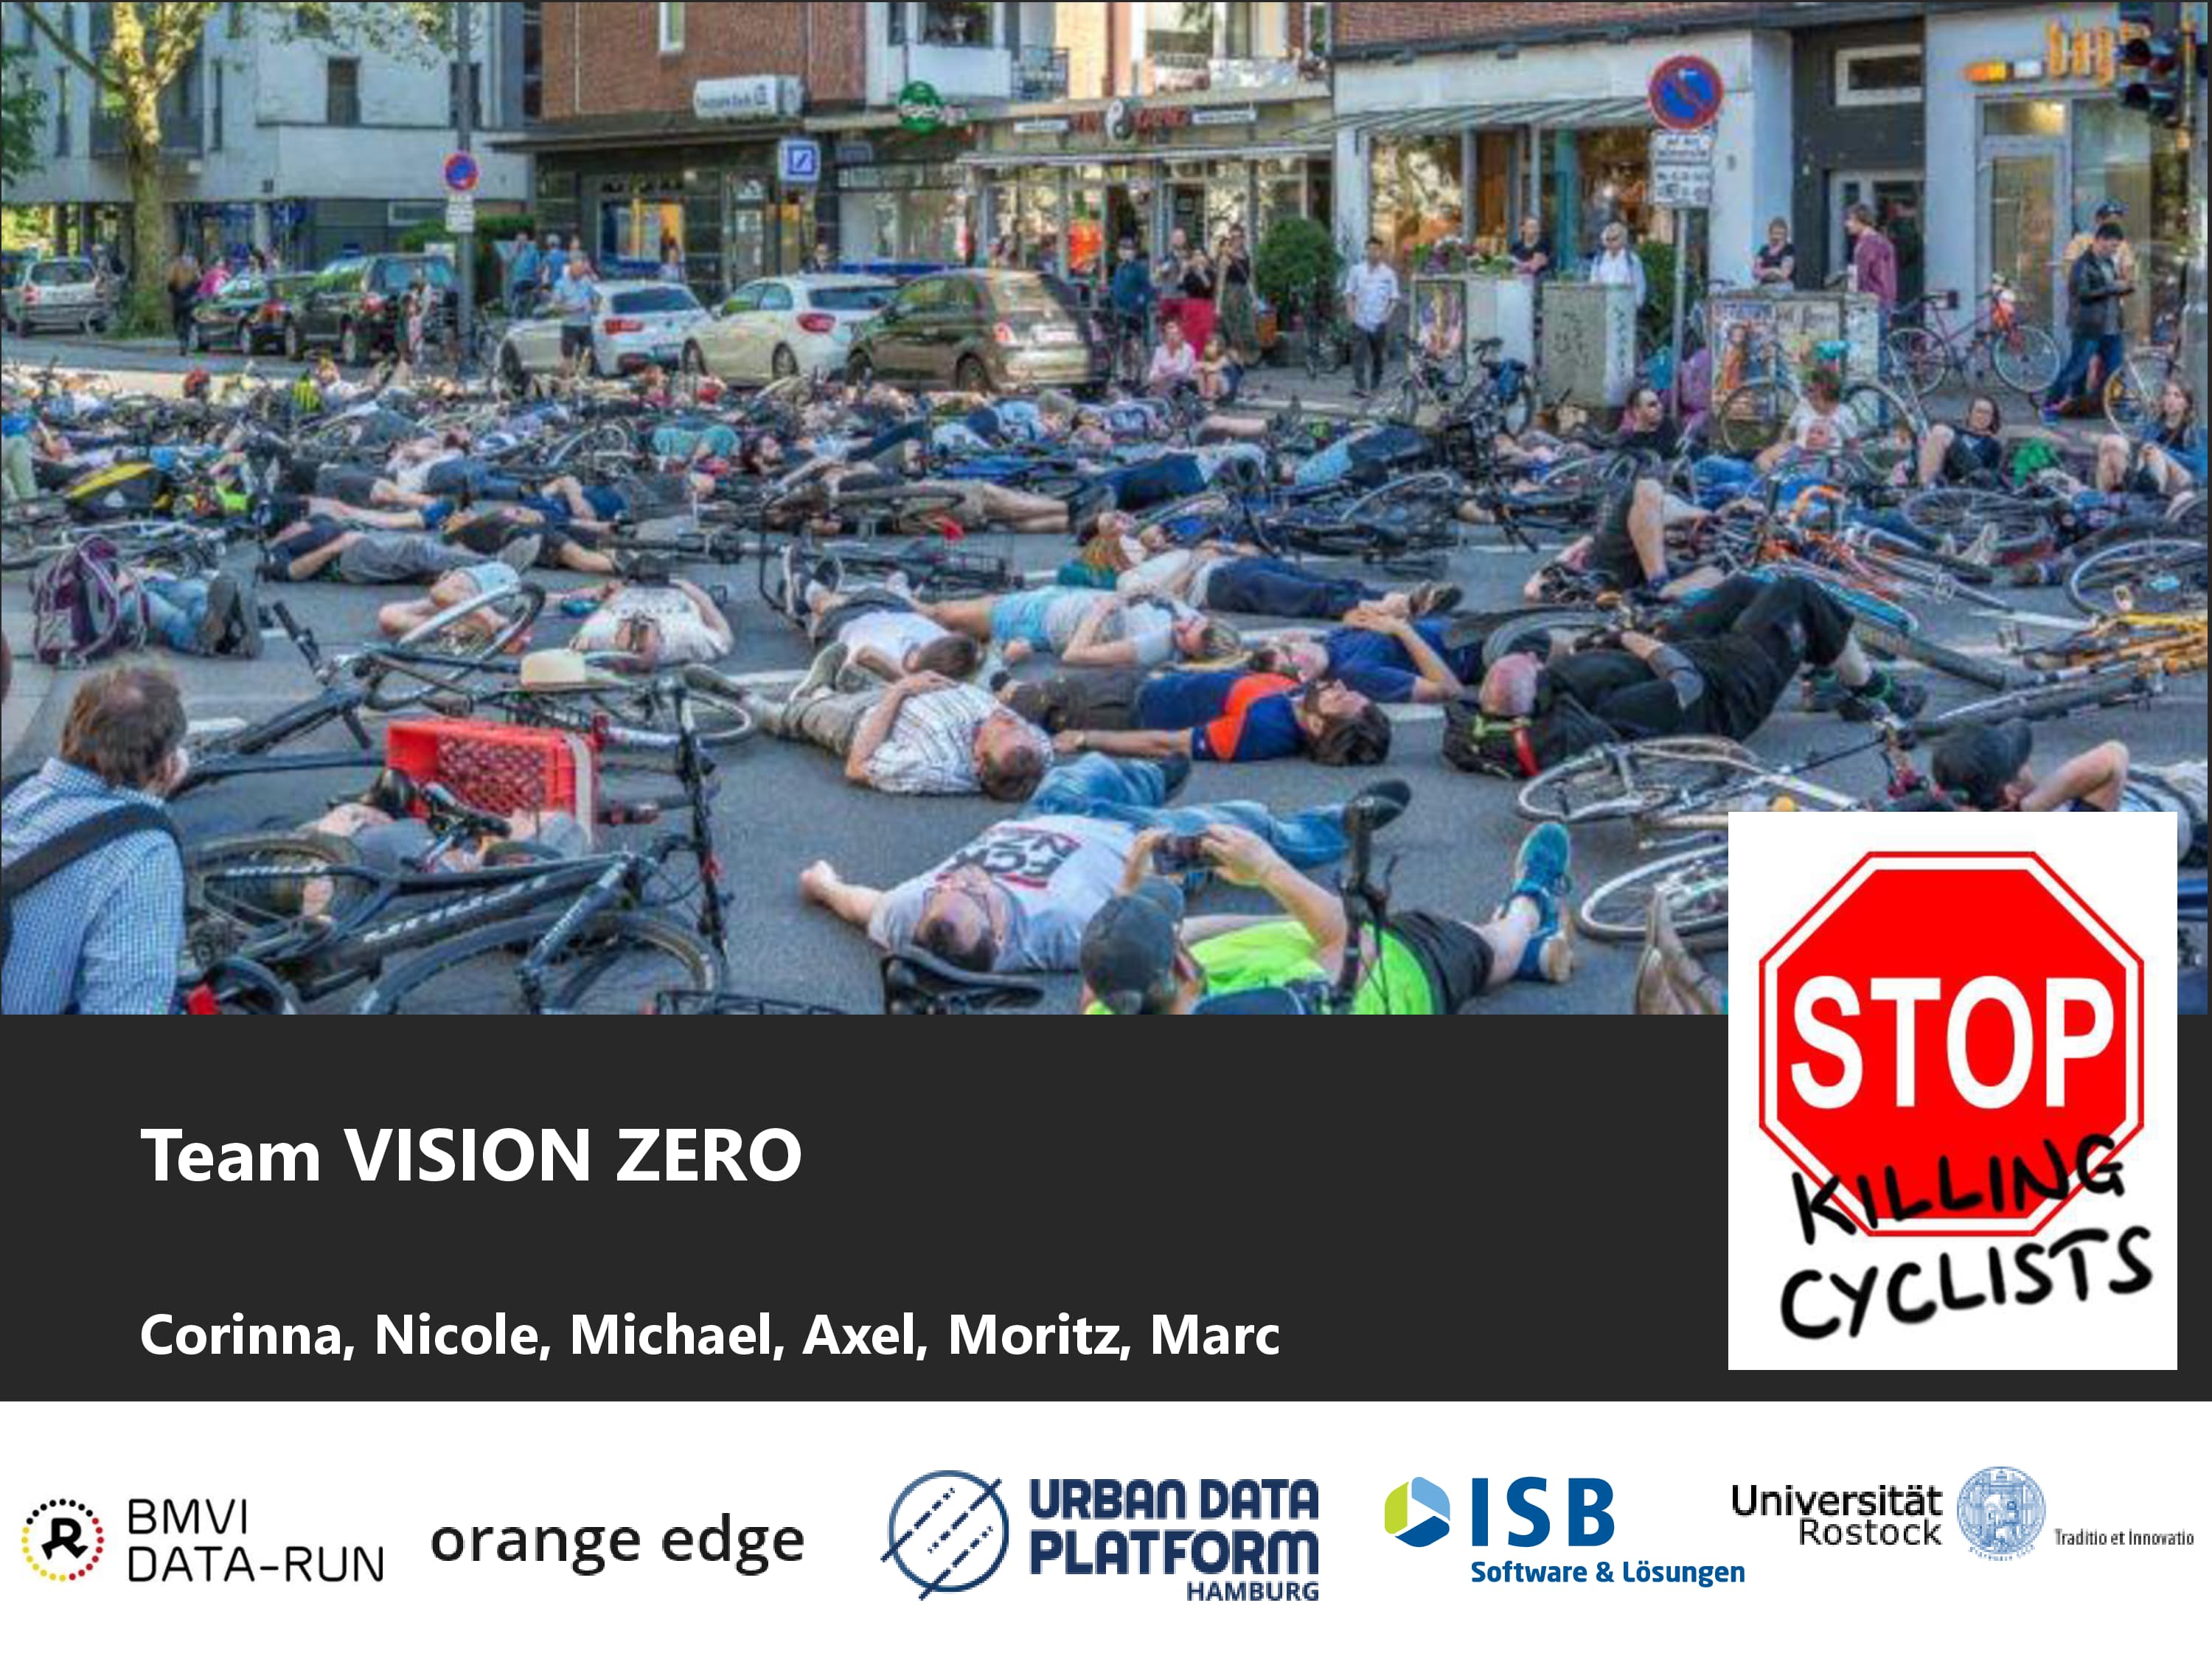 STOP
KILLING
CYCLISTS
Team VISION ZERO
Corinna, Nicole, Michael, Axel, Moritz, Marc
BMVI
DATA-RUN
orange edge
URBAN DATA
PLATFORM
HAMBURG
ISB
Software & Lösungen
Universität
Rostock
Traditio et Innovatio